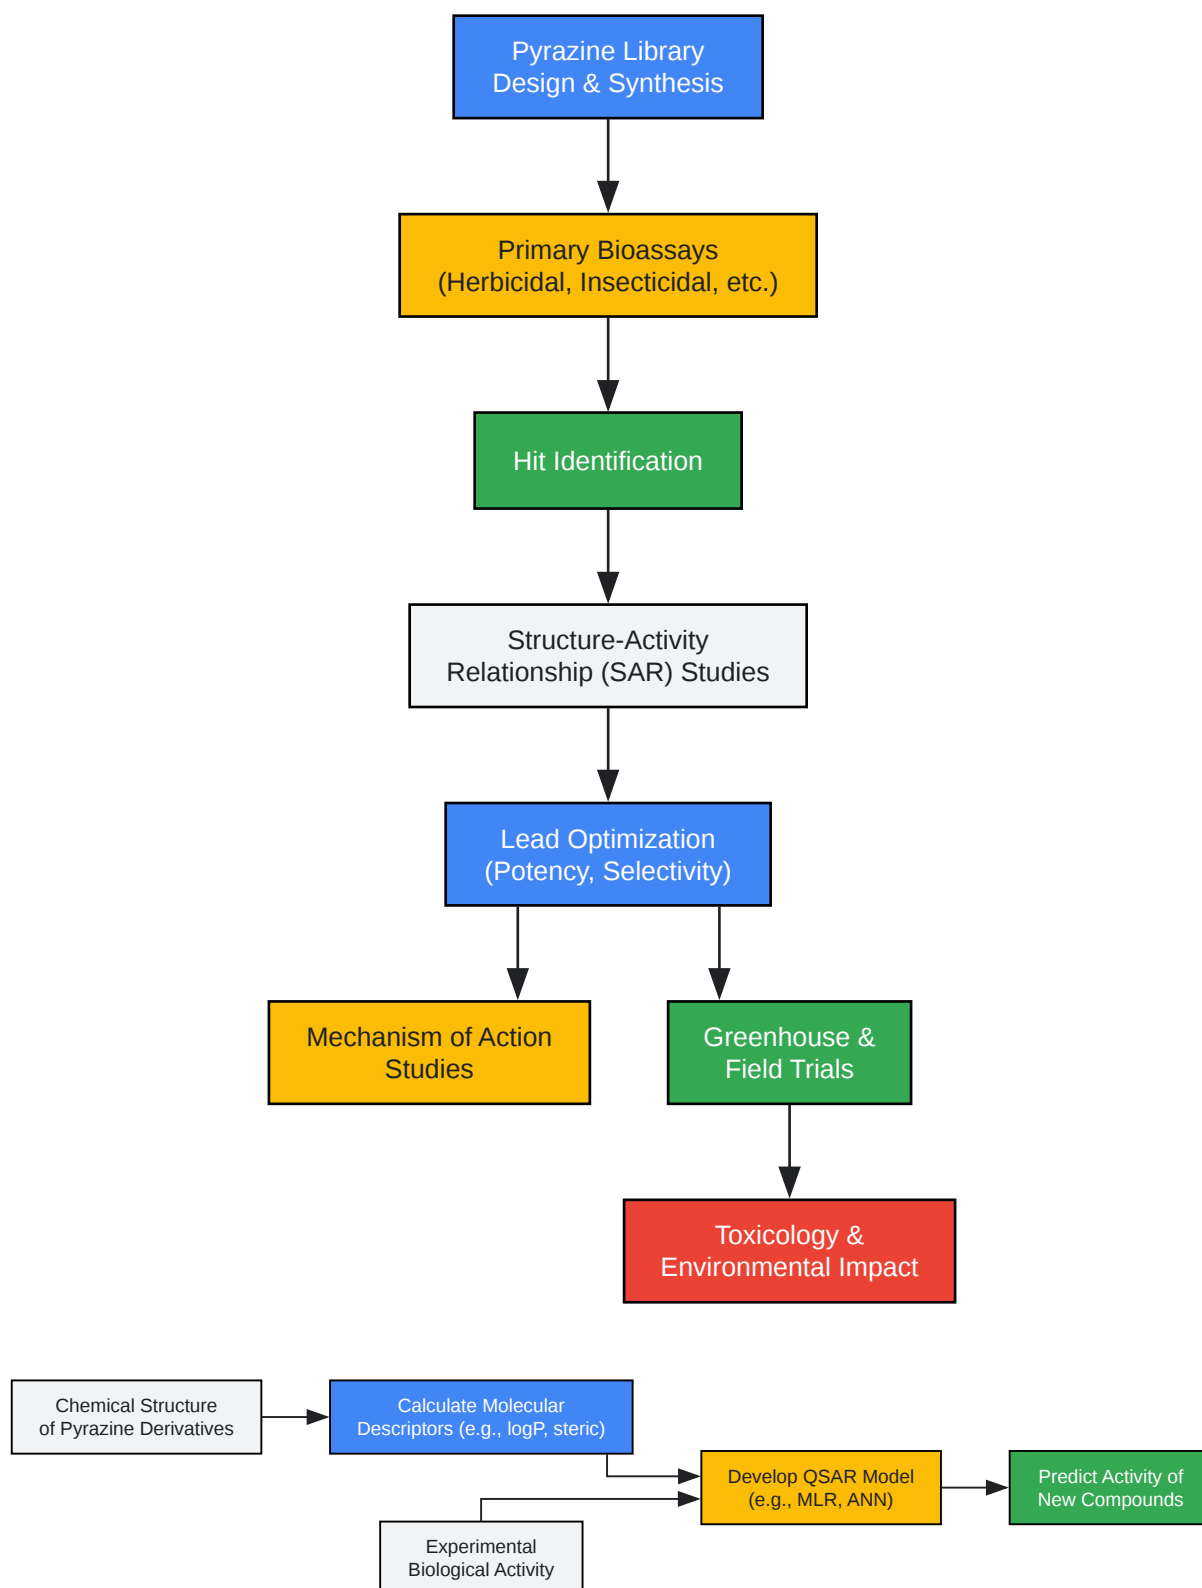 Pyrazine Library
Design & Synthesis
Primary Bioassays
(Herbicidal, Insecticidal, etc.)
Hit Identification
Structure-Activity
Relationship (SAR) Studies
Lead Optimization
(Potency, Selectivity)
Mechanism of Action
Studies
Greenhouse &
Field Trials
Toxicology &
Environmental Impact
Chemical Structure
of Pyrazine Derivatives
Calculate Molecular
Descriptors (e.g., logP, steric)
Develop QSAR Model
(e.g., MLR, ANN)
Predict Activity of
New Compounds
Experimental
Biological Activity